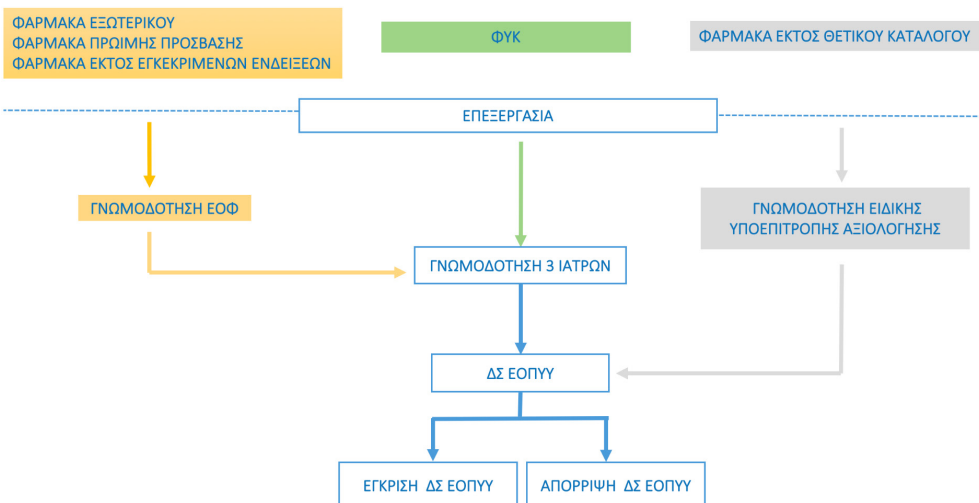 ΦΑΡΜΑΚΑ ΕΞΩΤΕΡΙΚΟΥ
ΦΑΡΜΑΚΑ ΠΡΩΙΜΗΣ ΠΡΟΣΒΑΣΗΣ
ΦΑΡΜΑΚΑ ΕΚΤΟΣ ΕΓΚΕΚΡΙΜΕΝΩΝ ΕΝΔΕΙΞΕΩΝ
ΦΥΚ
ΦΑΡΜΑΚΑ ΕΚΤΟΣ ΘΕΤΙΚΟΥ ΚΑΤΑΛΟΓΟΥ
ΕΠΕΞΕΡΓΑΣΙΑ
ΓΝΩΜΟΔΟΤΗΣΗ ΕΟΦ
ΓΝΩΜΟΔΟΤΗΣΗ ΕΙΔΙΚΗΣ
ΥΠΟΕΠΙΤΡΟΠΗΣ ΑΞΙΟΛΟΓΗΣΗΣ
ΓΝΩΜΟΔΟΤΗΣΗ 3 ΙΑΤΡΩΝ
ΔΣ ΕΟΠΥΥ
ΕΓΚΡΙΣΗ ΔΣ ΕΟΠΥΥ
ΑΠΟΡΡΙΨΗ ΔΣ ΕΟΠΥΥ